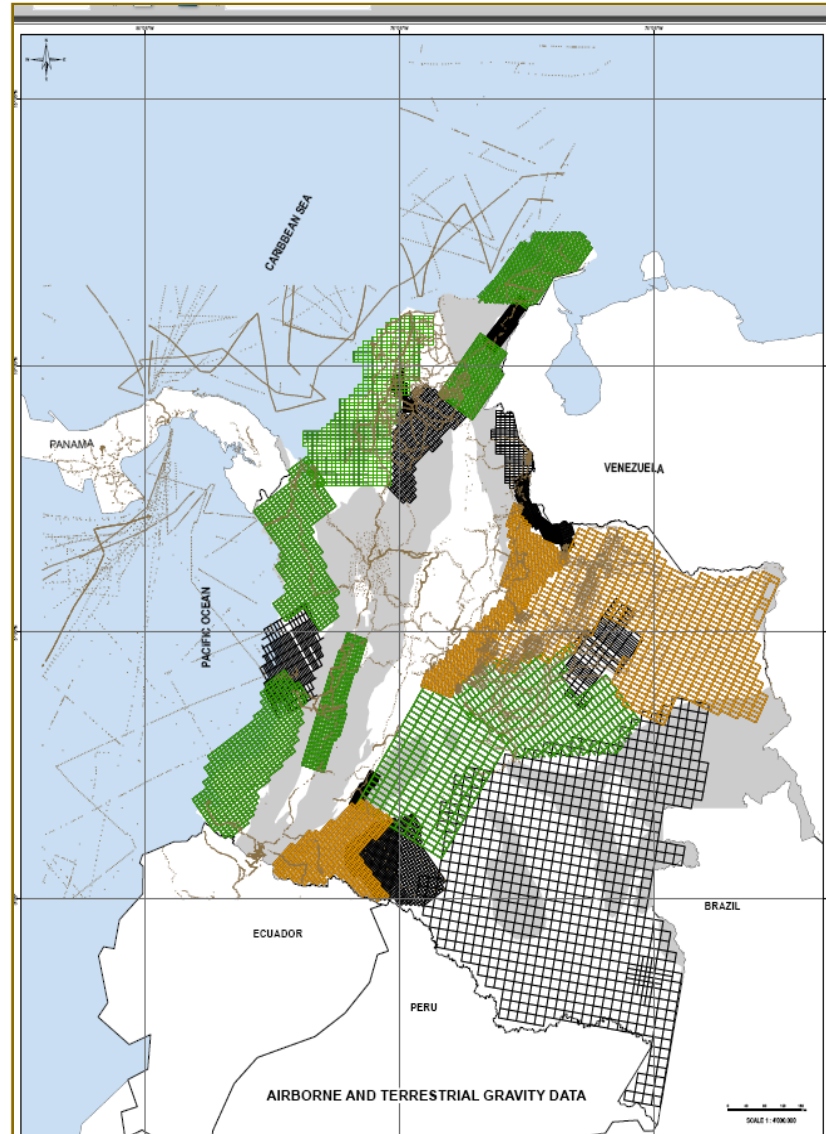 CARIBBEAN SEA
PANAMA
VENEZUELA
PACIFIC OCEAN
BRAZIL
ECUADOR
PERU
AIRBORNE AND TERRESTRIAL GRAVITY DATA